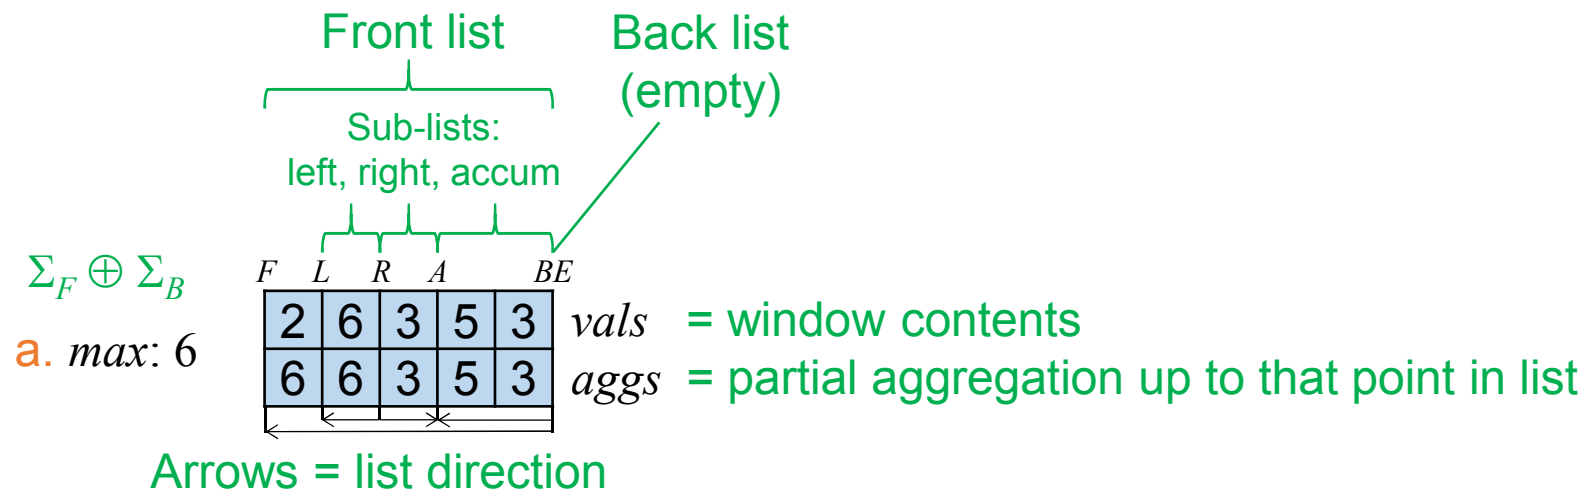 Front list
Back list
(empty)
Sub-lists:
left, right, accum
Σ_F ⊕ Σ_B
F L R A BE
2 6 3 5 3 vals = window contents
a. max: 6
6 6 3 5 3 aggs = partial aggregation up to that point in list
Arrows = list direction